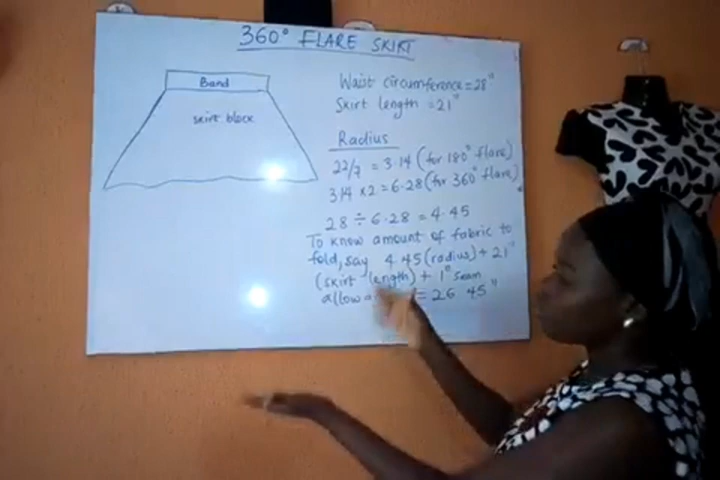 360° FLARE SKIRT
Band
skirt block
Waist circumference = 28"
Skirt length = 21"
Radius
22/7 = 3.14 (for 180° flare)
3.14 x 2 = 6.28 (for 360° flare)
28 ÷ 6.28 = 4.45
To know amount of fabric to
fold, say 4.45 (radius) + 21"
(skirt length) + 1" seam
= 26.45"